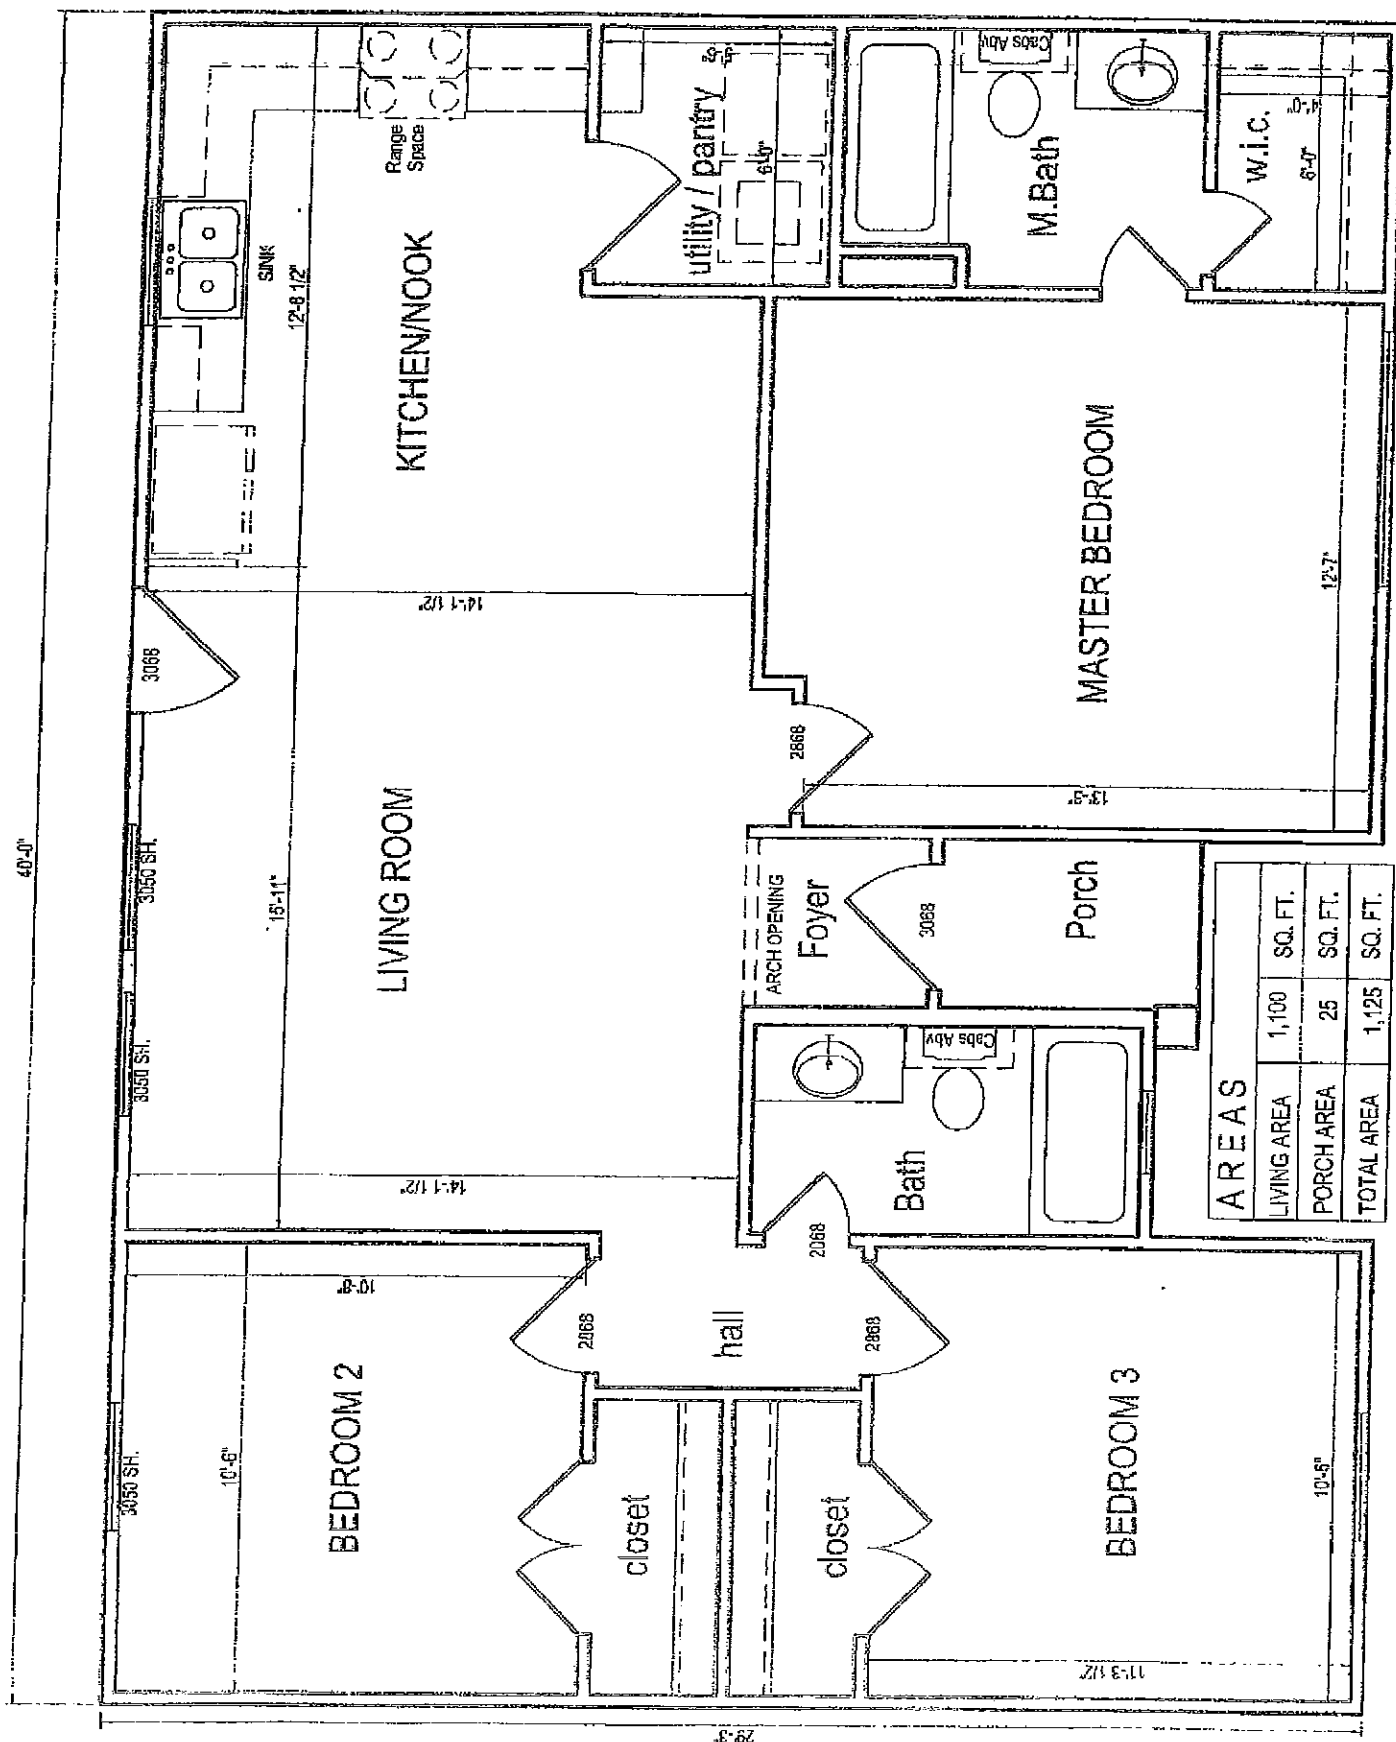 40'-0"
29'-3"
3050 SH.
3050 SH.
3050 SH.
3068
SINK
Range
Space
12'-8 1/2"
15'-11"
10'-6"
10'-8"
14'-1 1/2"
14'-1 1/2"
BEDROOM 2
LIVING ROOM
KITCHEN/NOOK
utility / pantry
6'-0"
2868
hall
2868
2068
closet
closet
ARCH OPENING
Foyer
3068
Porch
2868
Bath
Cabs Abv
M.Bath
Cabs Abv
w.i.c.
6'-0"
4'-0"
MASTER BEDROOM
13'-3"
12'-7"
BEDROOM 3
11'-3 1/2"
10'-6"
AREAS
LIVING AREA 1,100 SQ. FT.
PORCH AREA 25 SQ. FT.
TOTAL AREA 1,125 SQ. FT.